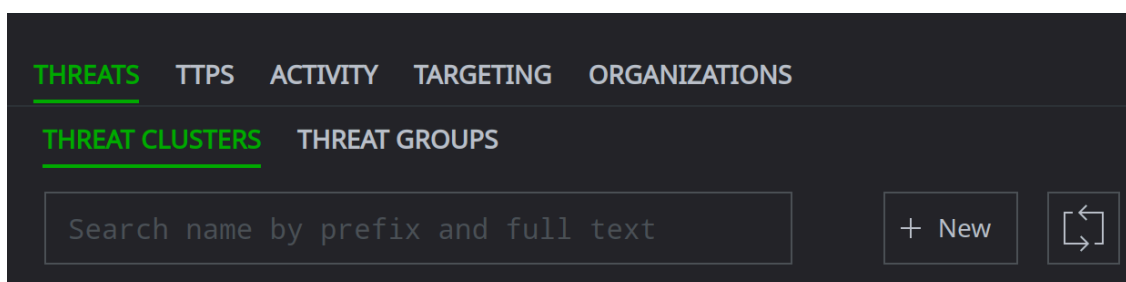 THREATS TTPS ACTIVITY TARGETING ORGANIZATIONS
THREAT CLUSTERS THREAT GROUPS
Search name by prefix and full text + New